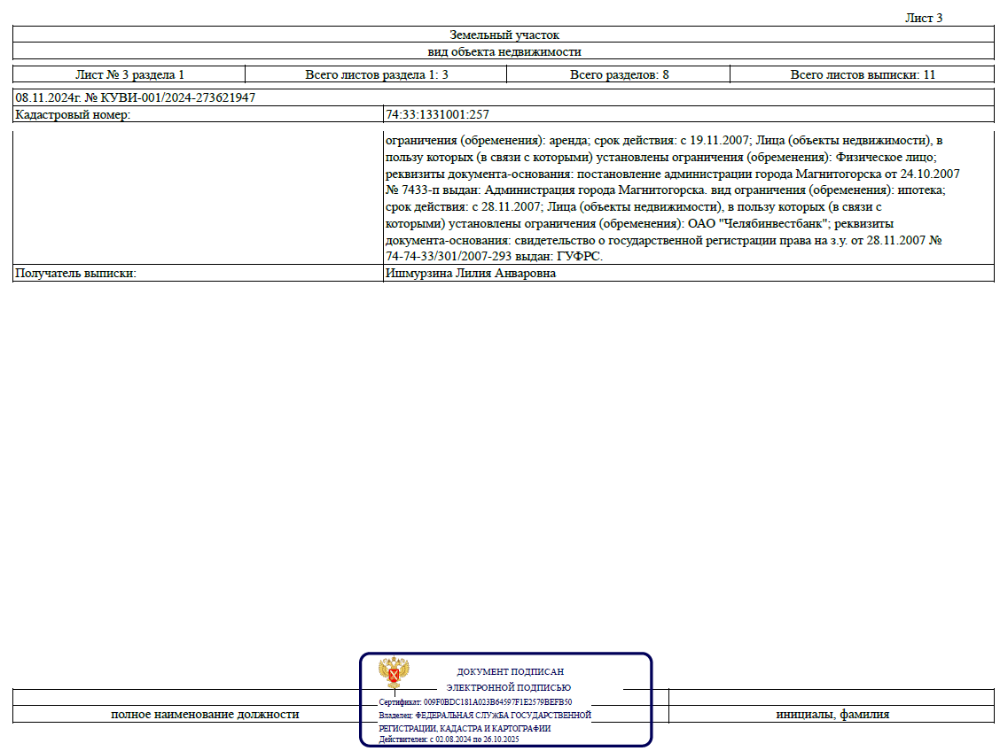 Лист 3
Земельный участок
вид объекта недвижимости
Лист № 3 раздела 1 Всего листов раздела 1: 3 Всего разделов: 8 Всего листов выписки: 11
08.11.2024г. № КУВИ-001/2024-273621947
Кадастровый номер: 74:33:1331001:257
ограничения (обременения): аренда; срок действия: с 19.11.2007; Лица (объекты недвижимости), в
пользу которых (в связи с которыми) установлены ограничения (обременения): Физическое лицо;
реквизиты документа-основания: постановление администрации города Магнитогорска от 24.10.2007
№ 7433-п выдан: Администрация города Магнитогорска. вид ограничения (обременения): ипотека;
срок действия: с 28.11.2007; Лица (объекты недвижимости), в пользу которых (в связи с
которыми) установлены ограничения (обременения): ОАО "Челябинвестбанк"; реквизиты
документа-основания: свидетельство о государственной регистрации права на з.у. от 28.11.2007 №
74-74-33/301/2007-293 выдан: ГУФРС.
Получатель выписки: Ишмурзина Лилия Анваровна
ДОКУМЕНТ ПОДПИСАН
ЭЛЕКТРОННОЙ ПОДПИСЬЮ
Сертификат: 009F0BDC181A023B64597F1E2579BEFB50
Владелец: ФЕДЕРАЛЬНАЯ СЛУЖБА ГОСУДАРСТВЕННОЙ
РЕГИСТРАЦИИ, КАДАСТРА И КАРТОГРАФИИ
Действителен: с 02.08.2024 по 26.10.2025
полное наименование должности инициалы, фамилия